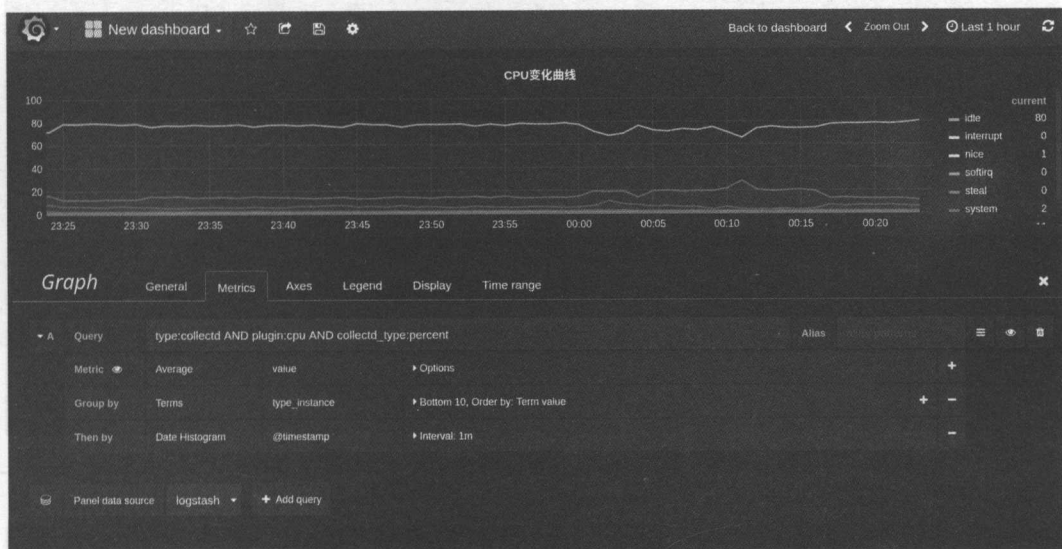 New dashboard
Back to dashboard Zoom Out Last 1 hour
CPU变化曲线
100
80
60
40
20
0
23:25 23:30 23:35 23:40 23:45 23:50 23:55 00:00 00:05 00:10 00:15 00:20
current
idle 80
interrupt 0
nice 1
softirq 0
steal 0
system 2
Graph General Metrics Axes Legend Display Time range
A Query type:collectd AND plugin:cpu AND collectd_type:percent Alias
Metric Average value Options
Group by Terms type_instance Bottom 10, Order by: Term value
Then by Date Histogram @timestamp Interval: 1m
Panel data source logstash Add query